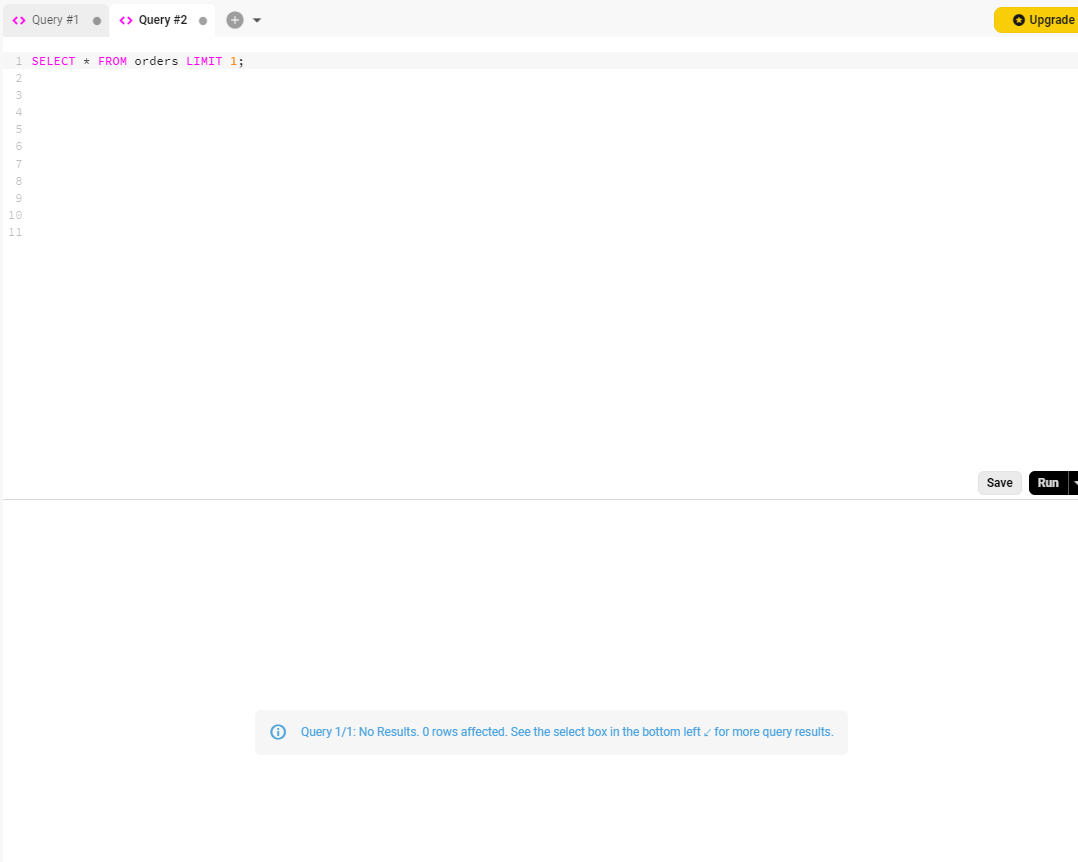 Query #1
Query #2
Upgrade
1 SELECT * FROM orders LIMIT 1;
2
3
4
5
6
7
8
9
10
11
Save
Run
Query 1/1: No Results. 0 rows affected. See the select box in the bottom left ↙ for more query results.